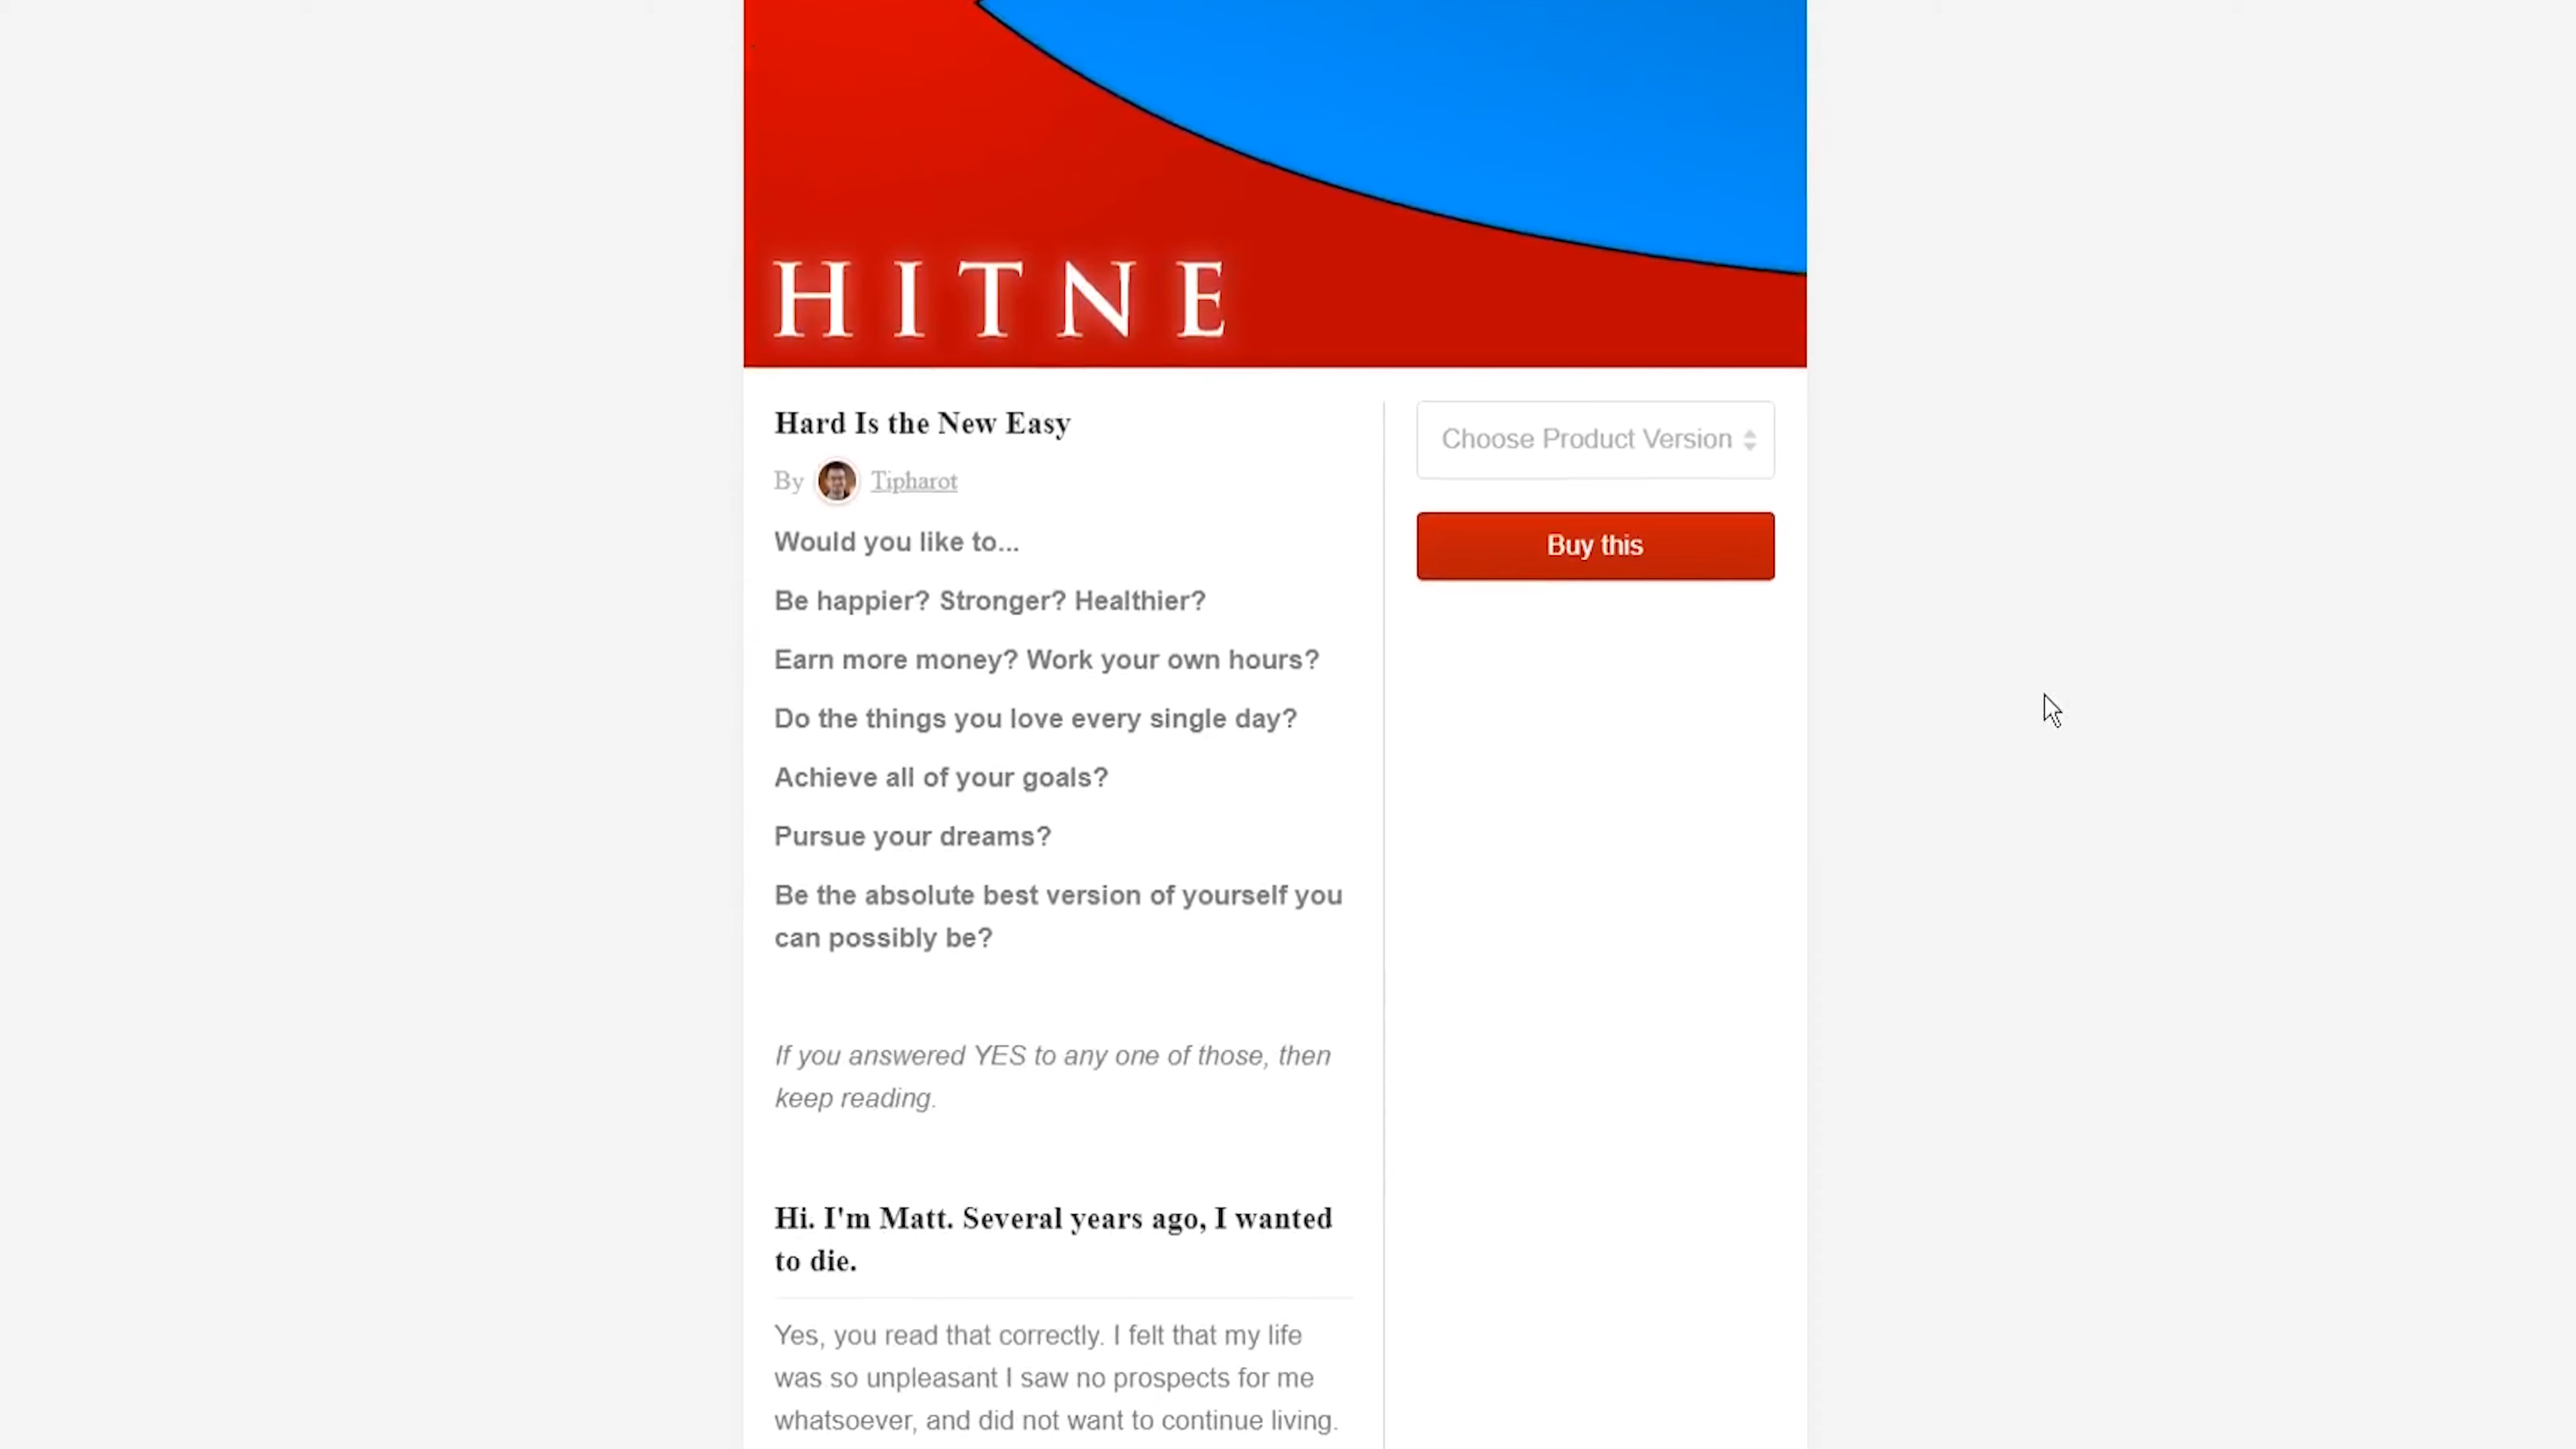 HITNE
Hard Is the New Easy
By Tipharot
Choose Product Version
Buy this
Would you like to...
Be happier? Stronger? Healthier?
Earn more money? Work your own hours?
Do the things you love every single day?
Achieve all of your goals?
Pursue your dreams?
Be the absolute best version of yourself you
can possibly be?
If you answered YES to any one of those, then
keep reading.
Hi. I'm Matt. Several years ago, I wanted
to die.
Yes, you read that correctly. I felt that my life
was so unpleasant I saw no prospects for me
whatsoever, and did not want to continue living.